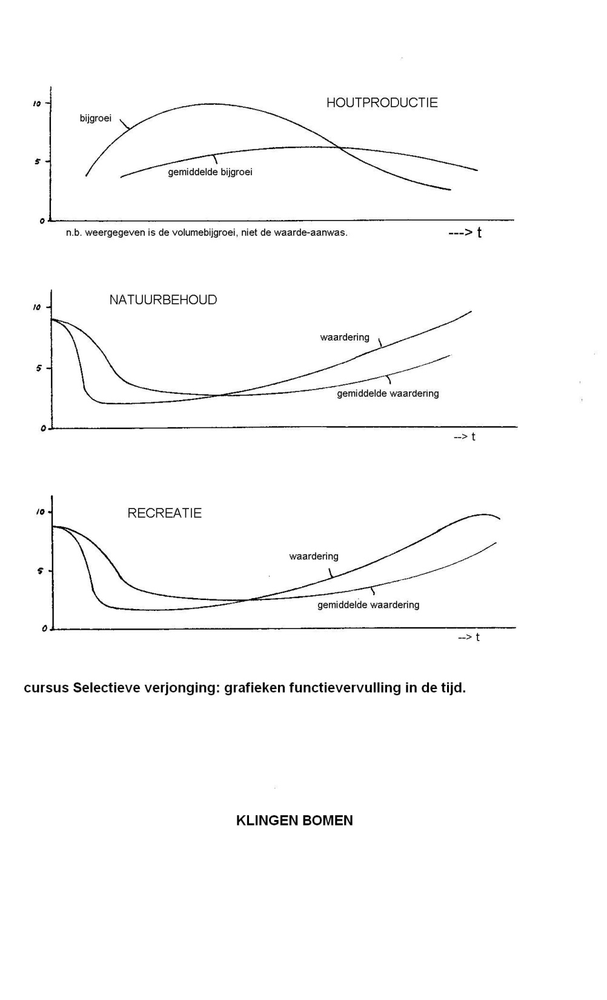 10
HOUTPRODUCTIE
bijgroei
5
gemiddelde bijgroei
0
n.b. weergegeven is de volumebijgroei, niet de waarde-aanwas.
---> t
NATUURBEHOUD
10
waardering
5
gemiddelde waardering
0
--> t
10
RECREATIE
waardering
5
gemiddelde waardering
0
--> t
cursus Selectieve verjonging: grafieken functievervulling in de tijd.
KLINGEN BOMEN